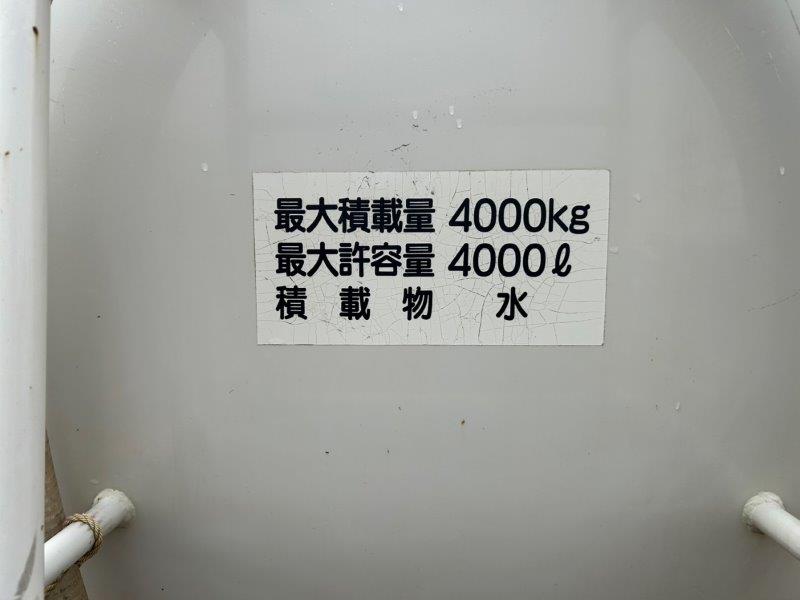 最大積載量 4000kg
最大許容量 4000ℓ
積載物 水